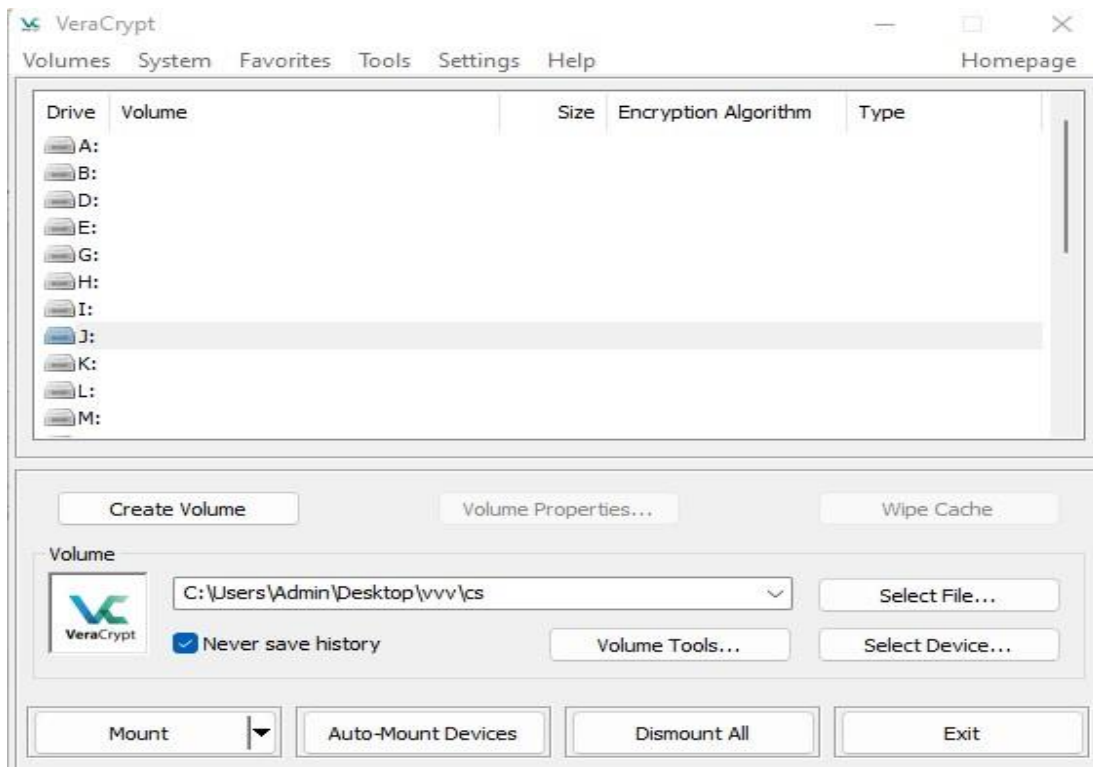 VeraCrypt
Volumes System Favorites Tools Settings Help Homepage
Drive Volume Size Encryption Algorithm Type
A:
B:
D:
E:
G:
H:
I:
J:
K:
L:
M:
Create Volume Volume Properties... Wipe Cache
Volume
C:\Users\Admin\Desktop\vvv\cs Select File...
VeraCrypt
Never save history Volume Tools... Select Device...
Mount Auto-Mount Devices Dismount All Exit